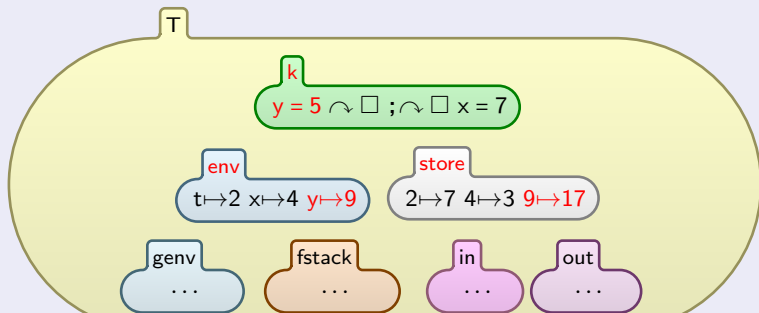 T
k
y = 5 ↷ □ ; ↷ □ x = 7
env store
t↦2 x↦4 y↦9 2↦7 4↦3 9↦17
genv fstack in out
··· ··· ··· ···